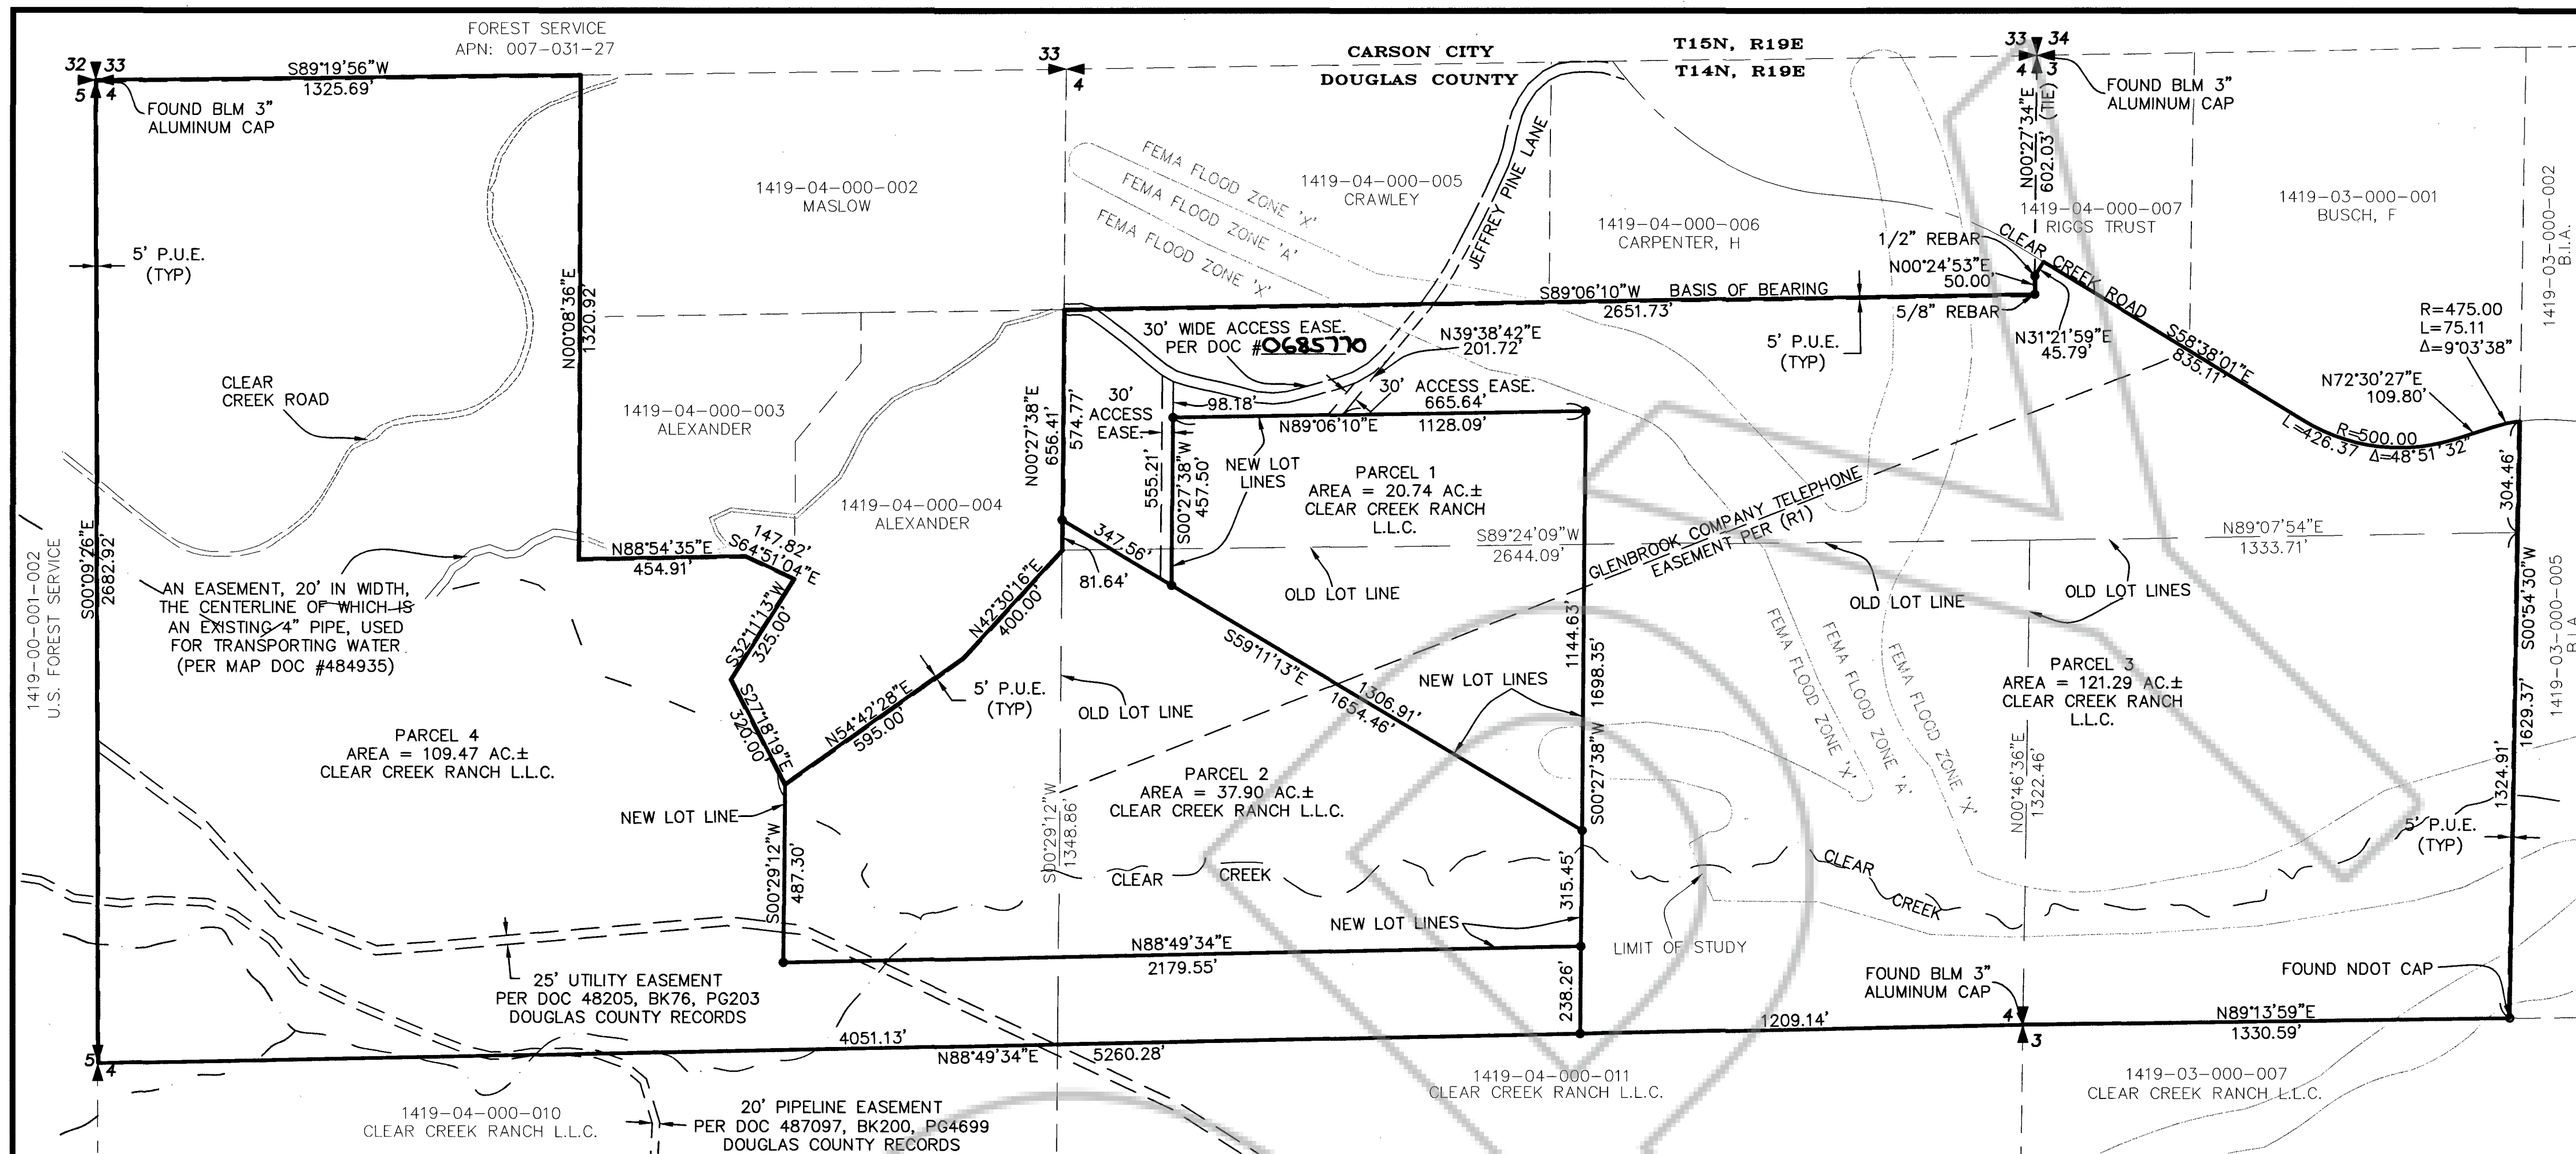 FOREST SERVICE
APN: 007-031-27
32 33
5 4
S89°19'56"W
1325.69'
FOUND BLM 3"
ALUMINUM CAP
33
4
CARSON CITY
DOUGLAS COUNTY
T15N, R19E
T14N, R19E
33 34
4 3
FOUND BLM 3"
ALUMINUM CAP
N00°27'34"E
602.03' (TIE)
5' P.U.E.
(TYP)
N00°08'36"E
1320.92'
1419-04-000-002
MASLOW
FEMA FLOOD ZONE 'X'
FEMA FLOOD ZONE 'A'
FEMA FLOOD ZONE 'X'
1419-04-000-005
CRAWLEY
JEFFREY PINE LANE
1419-04-000-006
CARPENTER, H
1419-04-000-007
RIGGS TRUST
1419-03-000-001
BUSCH, F
1419-03-000-002
B.I.A.
1/2" REBAR
N00°24'53"E
50.00'
5/8" REBAR
CLEAR CREEK ROAD
N31°21'59"E
45.79'
S58°38'01"E
835.11'
R=475.00
L=75.11
Δ=9°03'38"
N72°30'27"E
109.80'
R=500.00
L=426.37 Δ=48°51'32"
S89°06'10"W BASIS OF BEARING
2651.73'
5' P.U.E.
(TYP)
30' WIDE ACCESS EASE.
PER DOC #0685770
N39°38'42"E
201.72'
30' ACCESS EASE.
665.64'
98.18'
N89°06'10"E
1128.09'
30'
ACCESS
EASE.
N00°27'38"E
656.41'
574.77'
555.21'
S00°27'38"W
457.50'
NEW LOT
LINES
PARCEL 1
AREA = 20.74 AC.±
CLEAR CREEK RANCH
L.L.C.
CLEAR
CREEK ROAD
1419-04-000-003
ALEXANDER
1419-04-000-004
ALEXANDER
347.56'
81.64'
OLD LOT LINE
S89°24'09"W
2644.09'
GLENBROOK COMPANY TELEPHONE
EASEMENT PER (R1)
OLD LOT LINE
N89°07'54"E
1333.71'
OLD LOT LINES
304.46'
S00°54'30"W
1629.37'
1324.91'
1419-03-000-005
B.I.A.
1419-00-001-002
U.S. FOREST SERVICE
S00°09'26"E
2682.92'
AN EASEMENT, 20' IN WIDTH,
THE CENTERLINE OF WHICH IS
AN EXISTING 4" PIPE, USED
FOR TRANSPORTING WATER
(PER MAP DOC #484935)
N88°54'35"E
454.91'
147.82'
S64°51'04"E
S32°11'13"W
325.00'
S27°18'19"E
320.00'
N54°42'28"E
595.00'
N42°30'16"E
400.00'
5' P.U.E.
(TYP)
OLD LOT LINE
S59°11'13"E
1306.91'
1654.46'
NEW LOT LINES
1144.63'
S00°27'38"W 1698.35'
FEMA FLOOD ZONE 'X'
FEMA FLOOD ZONE 'A'
FEMA FLOOD ZONE 'X'
PARCEL 3
AREA = 121.29 AC.±
CLEAR CREEK RANCH
L.L.C.
N00°46'36"E
1322.46'
PARCEL 4
AREA = 109.47 AC.±
CLEAR CREEK RANCH L.L.C.
NEW LOT LINE
S00°29'12"W
487.30'
PARCEL 2
AREA = 37.90 AC.±
CLEAR CREEK RANCH L.L.C.
S00°29'12"W
1348.86'
CLEAR CREEK
315.45'
CLEAR
CREEK
5' P.U.E.
(TYP)
NEW LOT LINES
LIMIT OF STUDY
N88°49'34"E
2179.55'
238.26'
25' UTILITY EASEMENT
PER DOC 48205, BK76, PG203
DOUGLAS COUNTY RECORDS
FOUND BLM 3"
ALUMINUM CAP
FOUND NDOT CAP
5 4
4051.13'
N88°49'34"E 5260.28'
1209.14'
4
3
N89°13'59"E
1330.59'
1419-04-000-010
CLEAR CREEK RANCH L.L.C.
20' PIPELINE EASEMENT
PER DOC 487097, BK200, PG4699
DOUGLAS COUNTY RECORDS
1419-04-000-011
CLEAR CREEK RANCH L.L.C.
1419-03-000-007
CLEAR CREEK RANCH L.L.C.